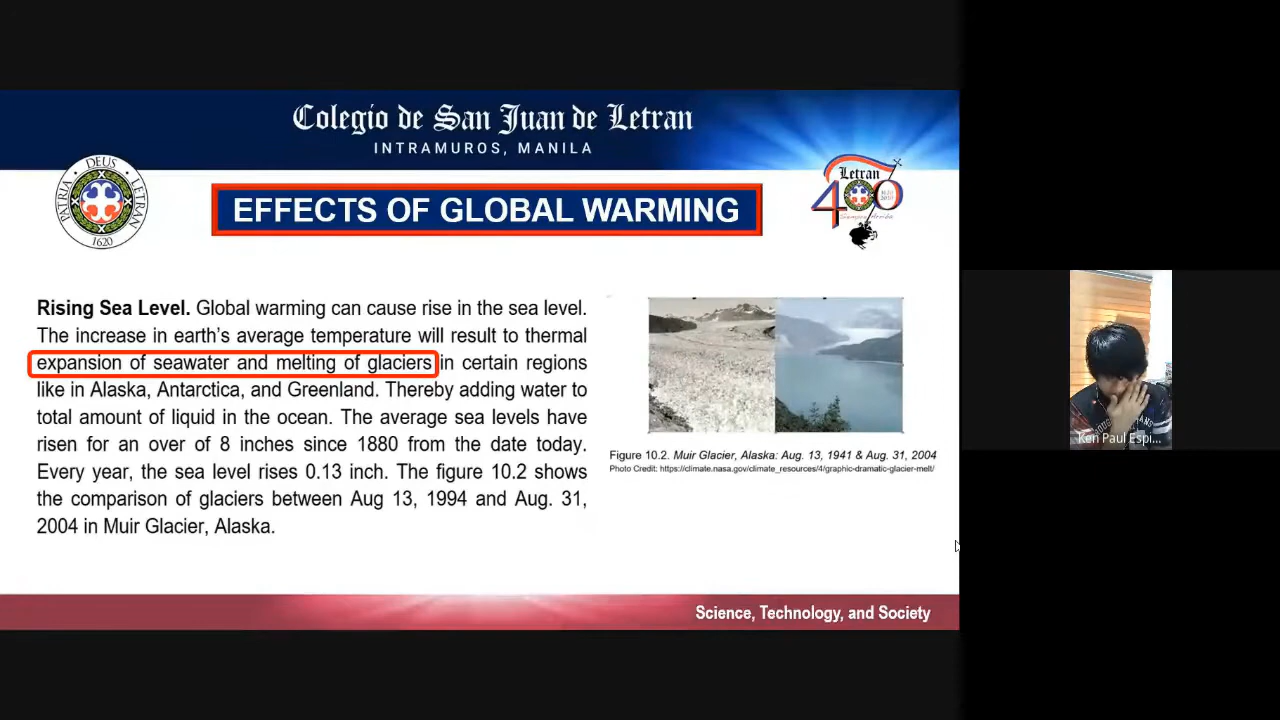 Colegio de San Juan de Letran
INTRAMUROS, MANILA
DEUS
PATRIA
LETRAN
1620
Letran
400
EFFECTS OF GLOBAL WARMING
Rising Sea Level. Global warming can cause rise in the sea level.
The increase in earth's average temperature will result to thermal
expansion of seawater and melting of glaciers in certain regions
like in Alaska, Antarctica, and Greenland. Thereby adding water to
total amount of liquid in the ocean. The average sea levels have
risen for an over of 8 inches since 1880 from the date today.
Every year, the sea level rises 0.13 inch. The figure 10.2 shows
the comparison of glaciers between Aug 13, 1994 and Aug. 31,
2004 in Muir Glacier, Alaska.
Figure 10.2. Muir Glacier, Alaska: Aug. 13, 1941 & Aug. 31, 2004
Photo Credit: https://climate.nasa.gov/climate_resources/4/graphic-dramatic-glacier-melt/
Ken Paul Espi...
Science, Technology, and Society